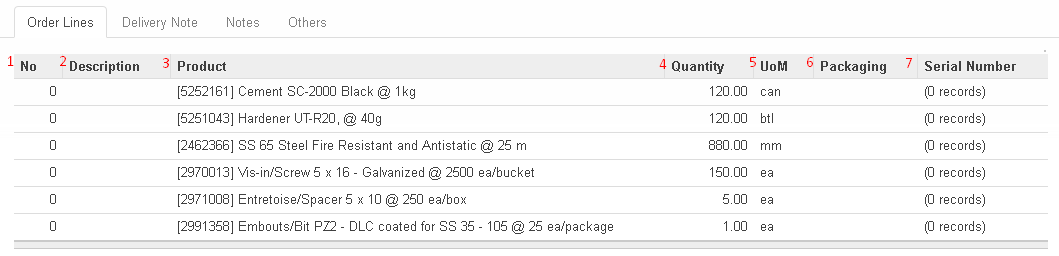 Order Lines Delivery Note Notes Others
1 No 2 Description 3 Product 4 Quantity 5 UoM 6 Packaging 7 Serial Number
0 [5252161] Cement SC-2000 Black @ 1kg 120.00 can (0 records)
0 [5251043] Hardener UT-R20, @ 40g 120.00 btl (0 records)
0 [2462366] SS 65 Steel Fire Resistant and Antistatic @ 25 m 880.00 mm (0 records)
0 [2970013] Vis-in/Screw 5 x 16 - Galvanized @ 2500 ea/bucket 150.00 ea (0 records)
0 [2971008] Entretoise/Spacer 5 x 10 @ 250 ea/box 5.00 ea (0 records)
0 [2991358] Embouts/Bit PZ2 - DLC coated for SS 35 - 105 @ 25 ea/package 1.00 ea (0 records)